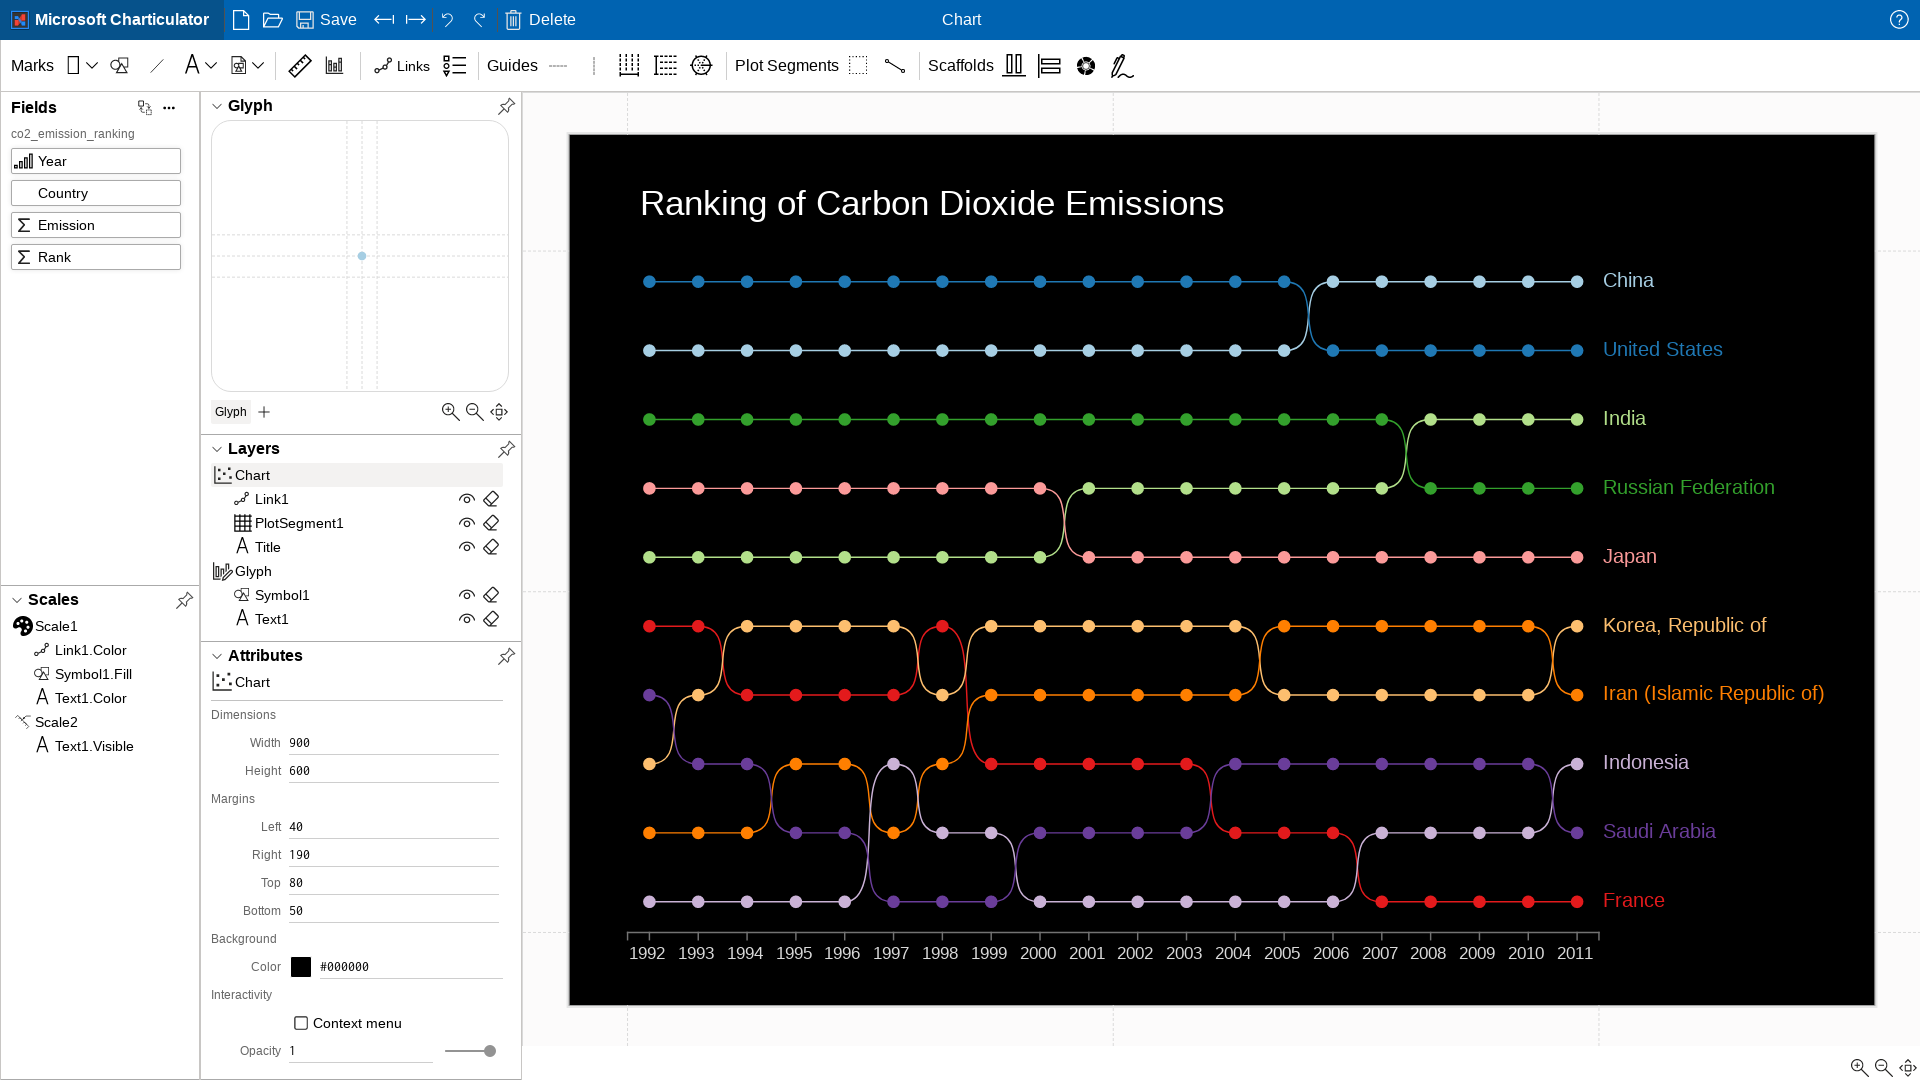 Microsoft Charticulator Save Delete Chart
Marks Links Guides Plot Segments Scaffolds
Fields
co2_emission_ranking
Year
Country
Emission
Rank
Scales
Scale1
Link1.Color
Symbol1.Fill
Text1.Color
Scale2
Text1.Visible
Glyph
Glyph
Layers
Chart
Link1
PlotSegment1
Title
Glyph
Symbol1
Text1
Attributes
Chart
Dimensions
Width 900
Height 600
Margins
Left 40
Right 190
Top 80
Bottom 50
Background
Color #000000
Interactivity
Context menu
Opacity 1
Ranking of Carbon Dioxide Emissions
China
United States
India
Russian Federation
Japan
Korea, Republic of
Iran (Islamic Republic of)
Indonesia
Saudi Arabia
France
1992 1993 1994 1995 1996 1997 1998 1999 2000 2001 2002 2003 2004 2005 2006 2007 2008 2009 2010 2011